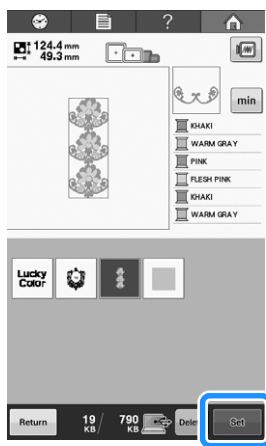 ?
124.4 mm
49.3 mm
min
KHAKI
WARM GRAY
PINK
FLESH PINK
KHAKI
WARM GRAY
Lucky
Color
Return
19 KB / 790 KB
Dele
Set